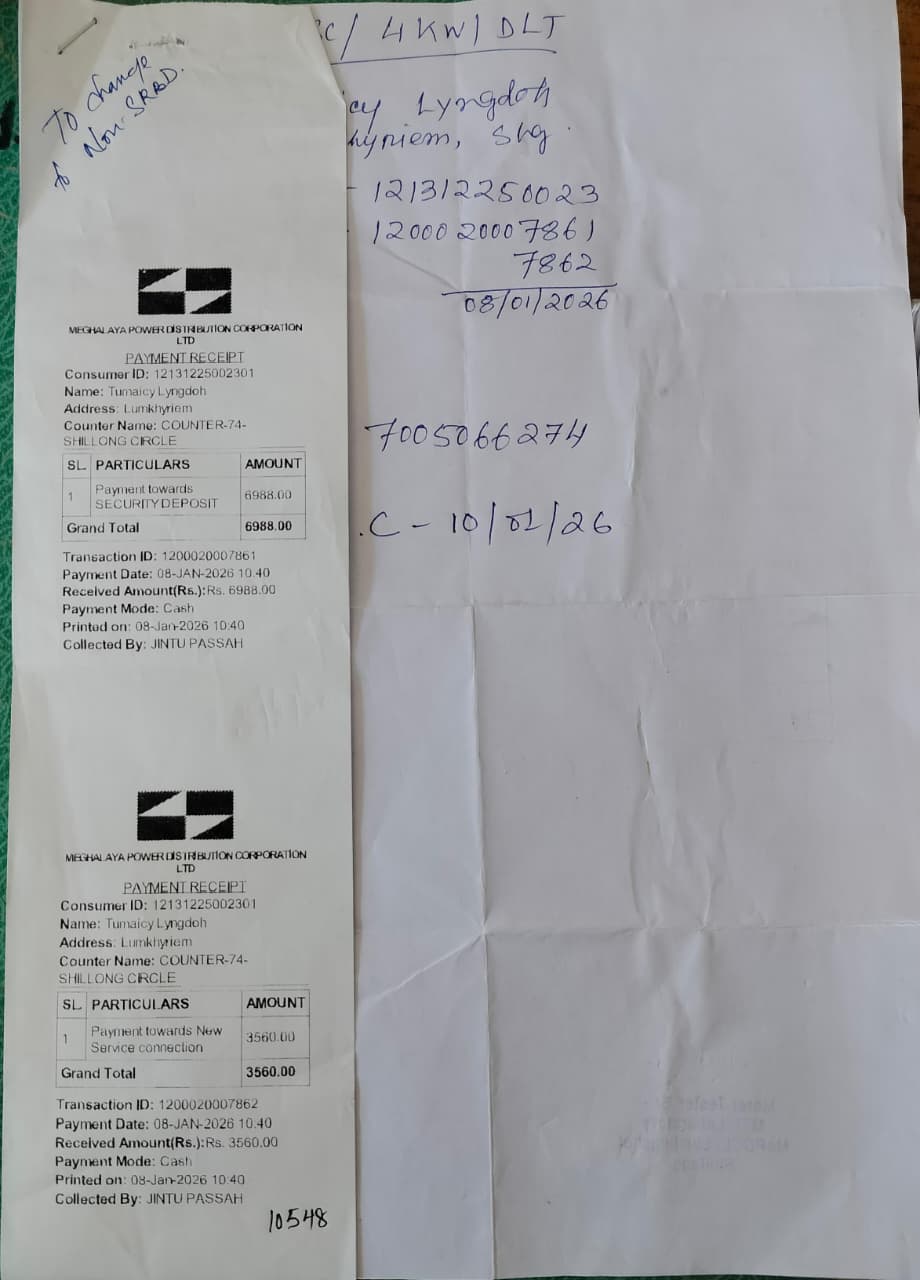 To change
to Non-SRBD.
MEGHALAYA POWER DISTRIBUTION CORPORATION
LTD
PAYMENT RECEIPT
Consumer ID: 12131225002301
Name: Tumaicy Lyngdoh
Address: Lumkhyriem
Counter Name: COUNTER-74-
SHILLONG CIRCLE
SL PARTICULARS AMOUNT
1 Payment towards SECURITY DEPOSIT 6988.00
Grand Total 6988.00
Transaction ID: 1200020007861
Payment Date: 08-JAN-2026 10.40
Received Amount(Rs.):Rs. 6988.00
Payment Mode: Cash
Printed on: 08-Jan-2026 10:40
Collected By: JINTU PASSAH
MEGHALAYA POWER DISTRIBUTION CORPORATION
LTD
PAYMENT RECEIPT
Consumer ID: 12131225002301
Name: Tumaicy Lyngdoh
Address: Lumkhyriem
Counter Name: COUNTER-74-
SHILLONG CIRCLE
SL PARTICULARS AMOUNT
1 Payment towards New Service connection 3560.00
Grand Total 3560.00
Transaction ID: 1200020007862
Payment Date: 08-JAN-2026 10.40
Received Amount(Rs.):Rs. 3560.00
Payment Mode: Cash
Printed on: 08-Jan-2026 10:40
Collected By: JINTU PASSAH
10548
C/ 4KW/ DLT
cy Lyngdoh
hyriem, Shg.
- 121312250023
1200020007861
7862
08/01/2026
7005066274
.C - 10/01/26